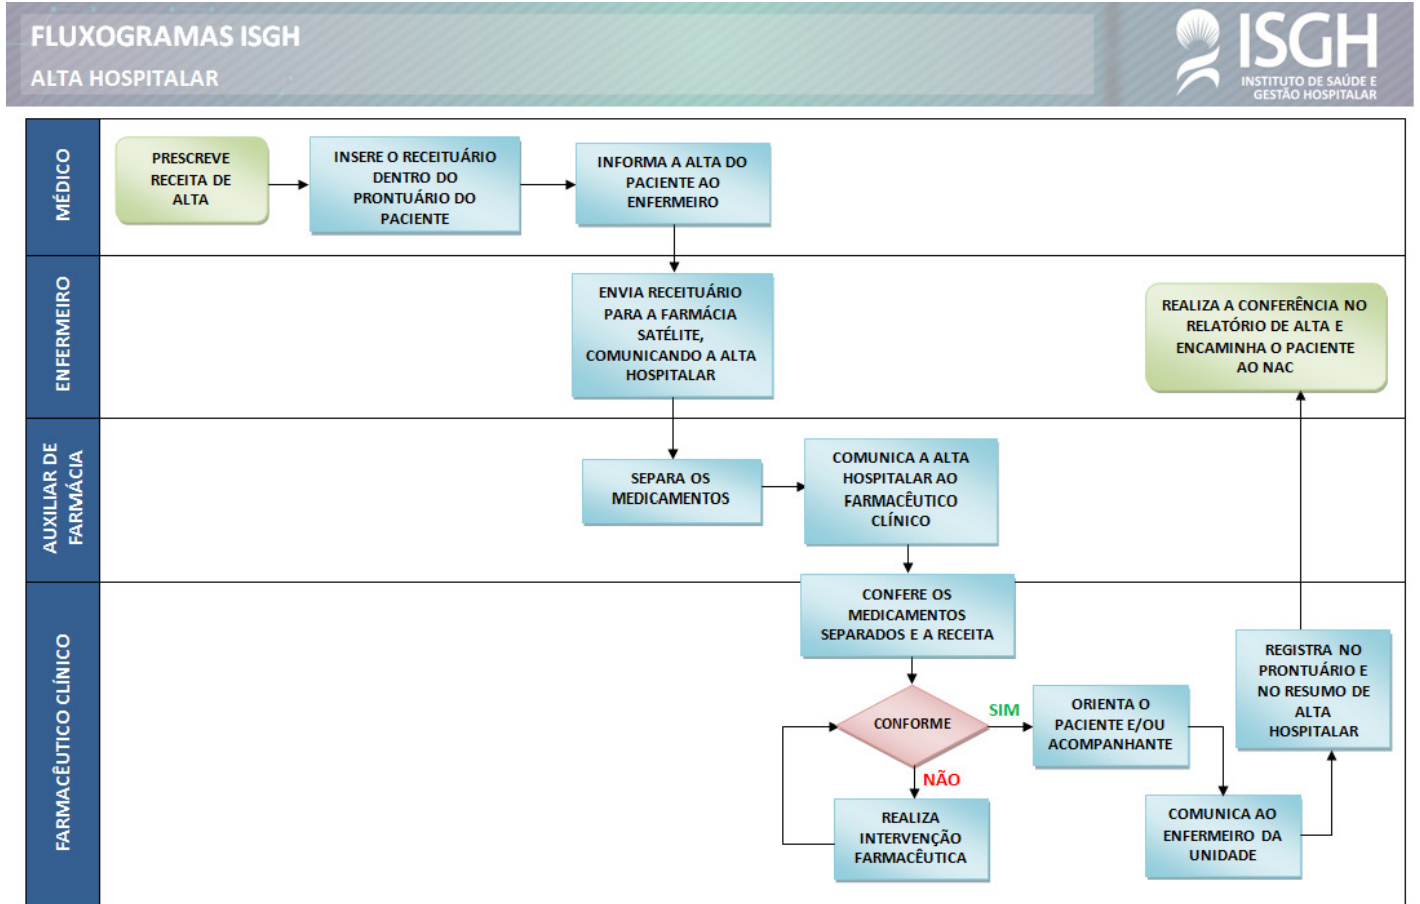 FLUXOGRAMAS ISGH
ALTA HOSPITALAR
ISGH
INSTITUTO DE SAÚDE E
GESTÃO HOSPITALAR
MÉDICO
PRESCREVE
RECEITA DE
ALTA
INSERE O RECEITUÁRIO
DENTRO DO
PRONTUÁRIO DO
PACIENTE
INFORMA A ALTA DO
PACIENTE AO
ENFERMEIRO
ENFERMEIRO
ENVIA RECEITUÁRIO
PARA A FARMÁCIA
SATÉLITE,
COMUNICANDO A ALTA
HOSPITALAR
REALIZA A CONFERÊNCIA NO
RELATÓRIO DE ALTA E
ENCAMINHA O PACIENTE
AO NAC
AUXILIAR DE
FARMÁCIA
SEPARA OS
MEDICAMENTOS
COMUNICA A ALTA
HOSPITALAR AO
FARMACÊUTICO
CLÍNICO
FARMACÊUTICO CLÍNICO
CONFERE OS
MEDICAMENTOS
SEPARADOS E A RECEITA
CONFORME
SIM
NÃO
REALIZA
INTERVENÇÃO
FARMACÊUTICA
ORIENTA O
PACIENTE E/OU
ACOMPANHANTE
COMUNICA AO
ENFERMEIRO DA
UNIDADE
REGISTRA NO
PRONTUÁRIO E
NO RESUMO DE
ALTA
HOSPITALAR